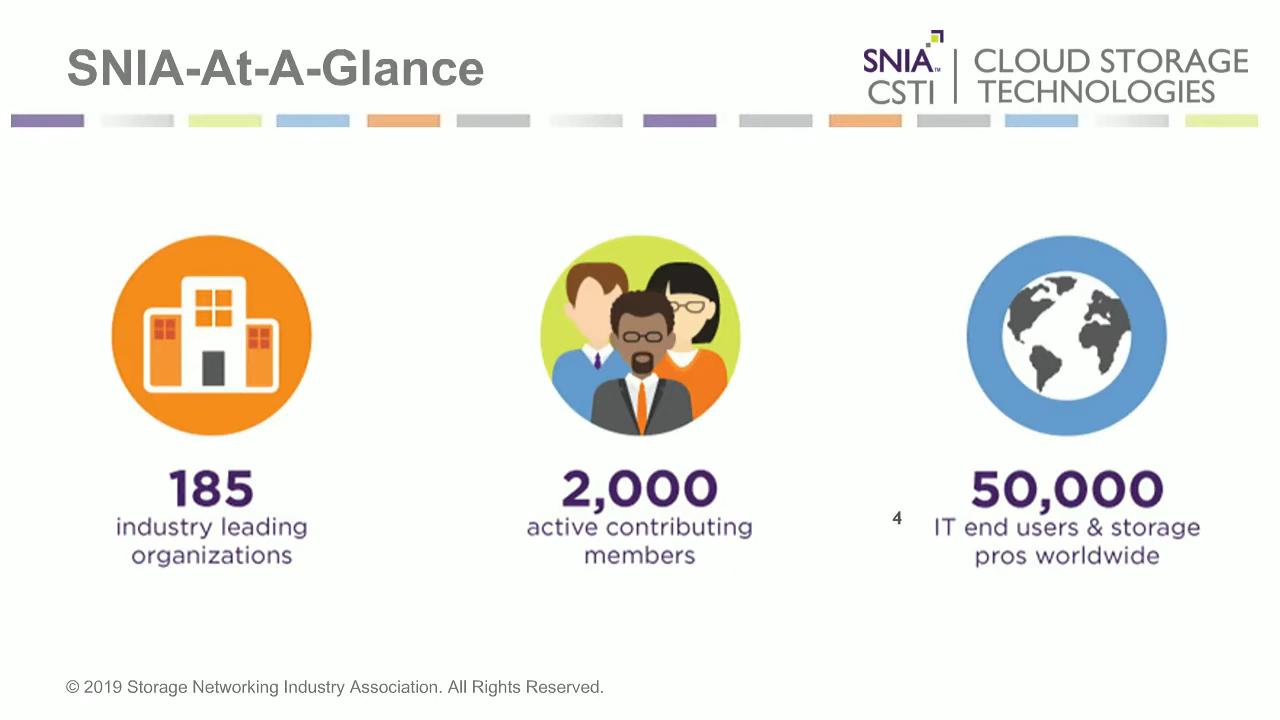 SNIA-At-A-Glance
SNIA™ CSTI
CLOUD STORAGE TECHNOLOGIES
185
industry leading
organizations
2,000
active contributing
members
4
50,000
IT end users & storage
pros worldwide
© 2019 Storage Networking Industry Association. All Rights Reserved.